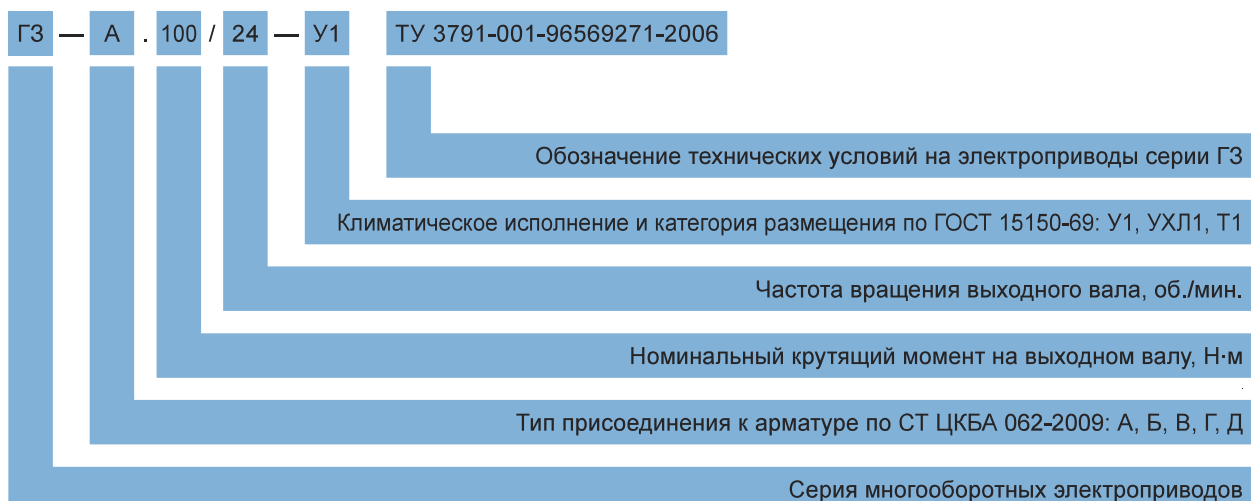 ГЗ — А . 100 / 24 — У1 ТУ 3791-001-96569271-2006
Обозначение технических условий на электроприводы серии ГЗ
Климатическое исполнение и категория размещения по ГОСТ 15150-69: У1, УХЛ1, Т1
Частота вращения выходного вала, об./мин.
Номинальный крутящий момент на выходном валу, Н·м
Тип присоединения к арматуре по СТ ЦКБА 062-2009: А, Б, В, Г, Д
Серия многооборотных электроприводов